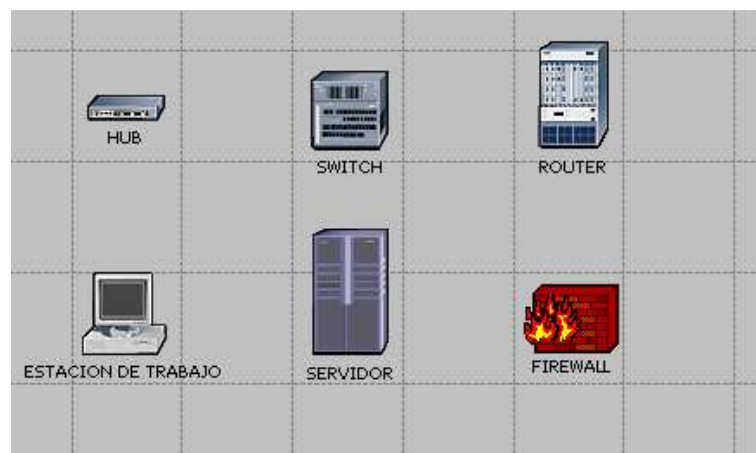 HUB
SWITCH
ROUTER
ESTACION DE TRABAJO
SERVIDOR
FIREWALL